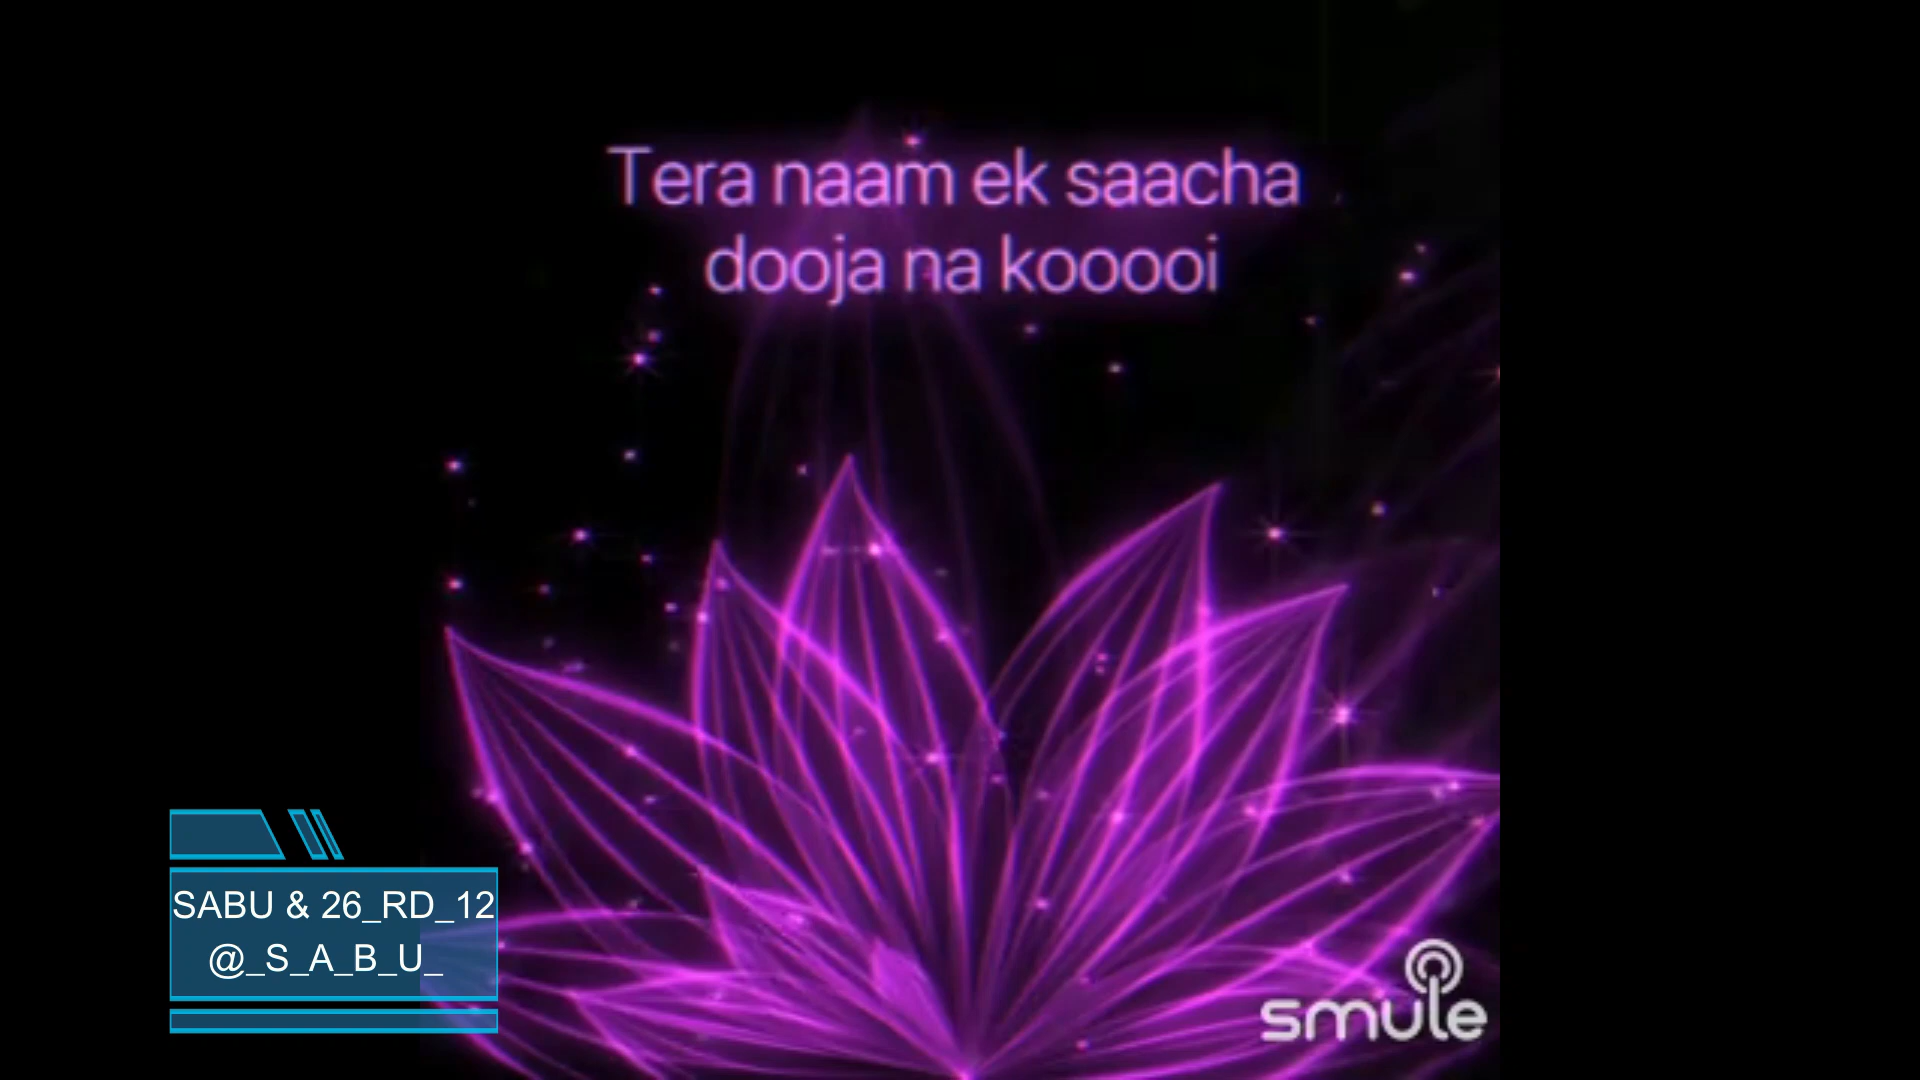 Tera naam ek saacha
dooja na kooooi
SABU & 26_RD_12
@_S_A_B_U_
smule